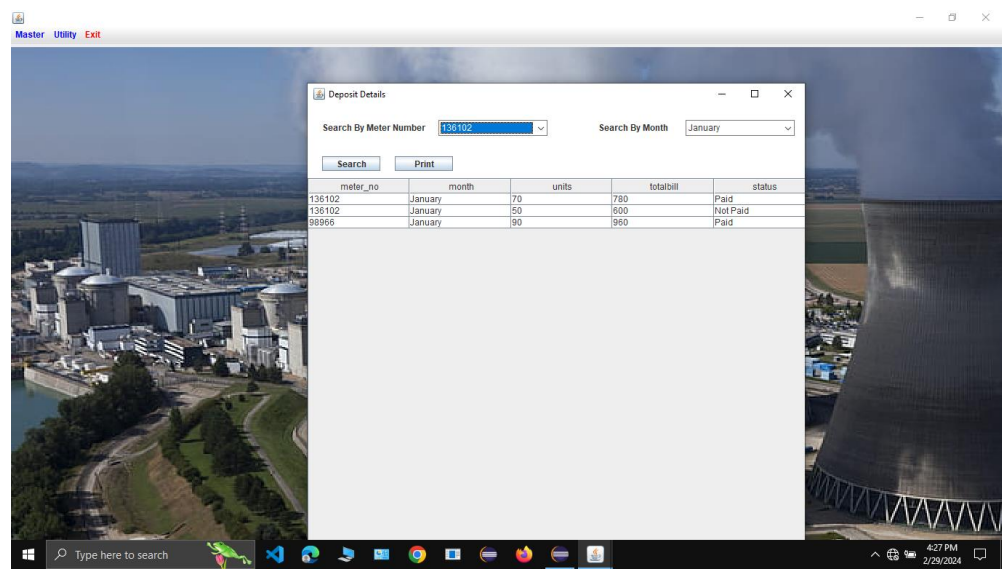 Master Utility Exit
Deposit Details
Search By Meter Number 136102 Search By Month January
Search Print
meter_no month units totalbill status
136102 January 70 780 Paid
136102 January 50 600 Not Paid
98966 January 90 960 Paid
Type here to search
4:27 PM
2/29/2024